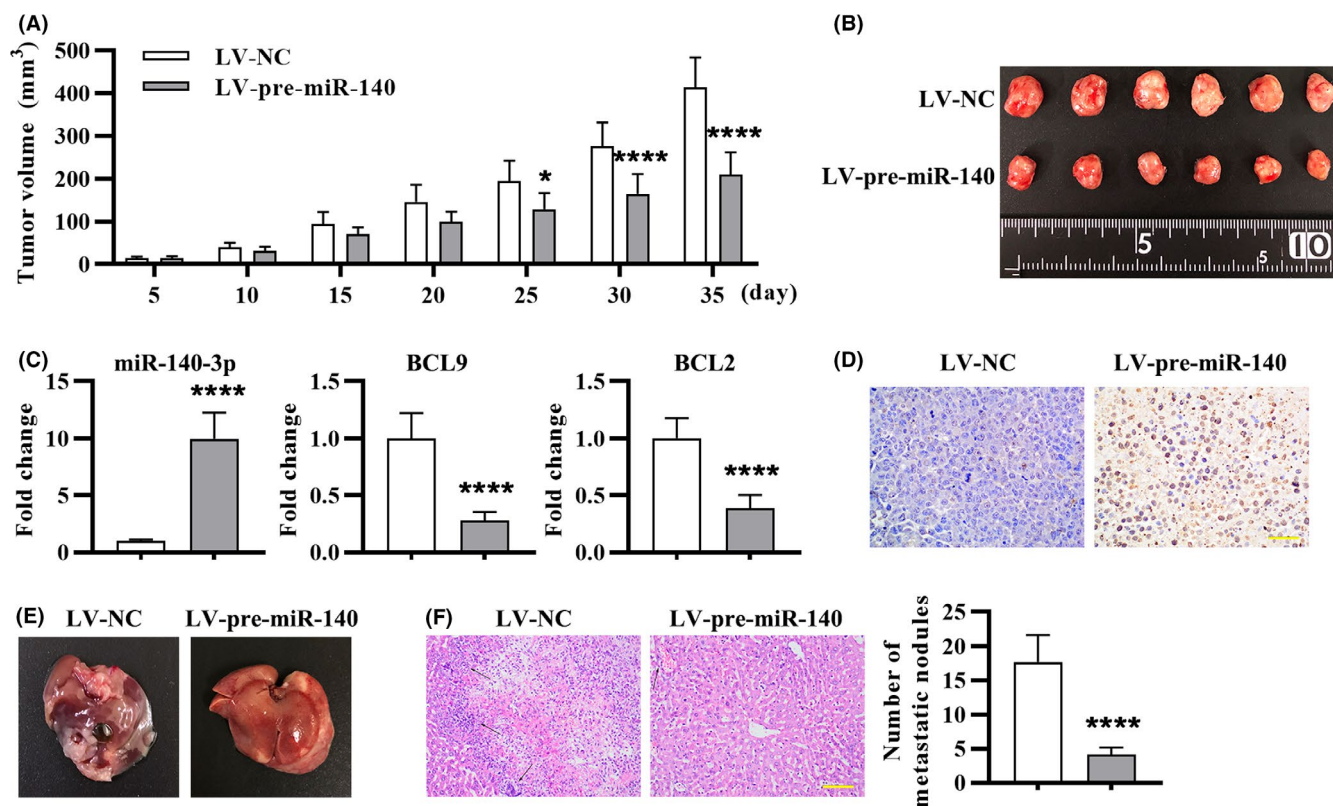 (A)
Tumor volume (mm³)
500
400
300
200
100
0
LV-NC
LV-pre-miR-140
*
****
****
5 10 15 20 25 30 35 (day)
(B)
LV-NC
LV-pre-miR-140
5
5
10
(C)
miR-140-3p
Fold change
15
10
5
0
****
BCL9
Fold change
1.5
1.0
0.5
0.0
****
BCL2
Fold change
1.5
1.0
0.5
0.0
****
(D)
LV-NC LV-pre-miR-140
(E)
LV-NC LV-pre-miR-140
(F)
LV-NC LV-pre-miR-140
Number of
metastatic nodules
25
20
15
10
5
0
****